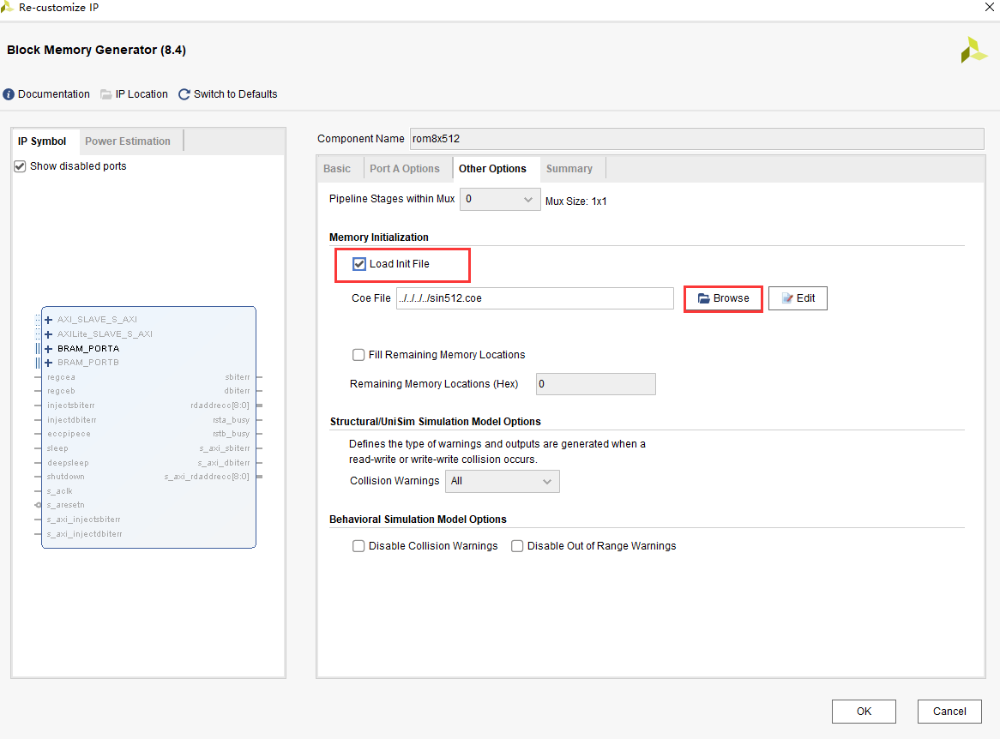 Re-customize IP
Block Memory Generator (8.4)
Documentation IP Location Switch to Defaults
IP Symbol Power Estimation
Show disabled ports
AXI_SLAVE_S_AXI
AXILite_SLAVE_S_AXI
BRAM_PORTA
BRAM_PORTB
regcea sbiterr
regceb dbiterr
injectsbiterr rdaddrecc[8:0]
injectdbiterr rsta_busy
eccpipece rstb_busy
sleep s_axi_sbiterr
deepsleep s_axi_dbiterr
shutdown s_axi_rdaddrecc[8:0]
s_aclk
s_aresetn
s_axi_injectsbiterr
s_axi_injectdbiterr
Component Name rom8x512
Basic Port A Options Other Options Summary
Pipeline Stages within Mux 0 Mux Size: 1x1
Memory Initialization
Load Init File
Coe File ../../../../sin512.coe Browse Edit
Fill Remaining Memory Locations
Remaining Memory Locations (Hex) 0
Structural/UniSim Simulation Model Options
Defines the type of warnings and outputs are generated when a
read-write or write-write collision occurs.
Collision Warnings All
Behavioral Simulation Model Options
Disable Collision Warnings Disable Out of Range Warnings
OK Cancel